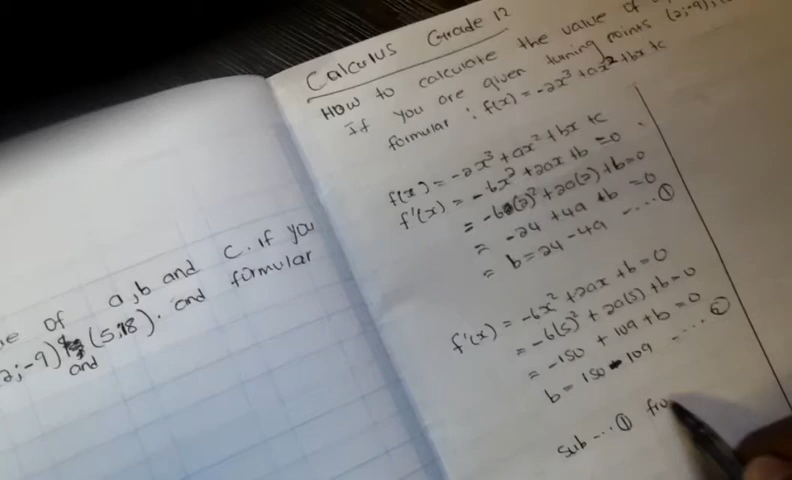 e of a,b and c. if you
2;-9) & (5;18). and formular
and
Calculus Grade 12
How to calculate the value of
If you are given turning points (2;-9),
formular : f(x) = -2x³ + ax² + bx + c
f(x) = -2x³ + ax² + bx + c
f'(x) = -6x² + 2ax + b = 0
= -6(2)² + 2a(2) + b = 0
= -24 + 4a + b = 0
= b = 24 - 4a ----- ①
f'(x) = -6x² + 2ax + b = 0
= -6(5)² + 2a(5) + b = 0
= -150 + 10a + b = 0
b = 150 - 10a ---- ②
Sub --- ① fro